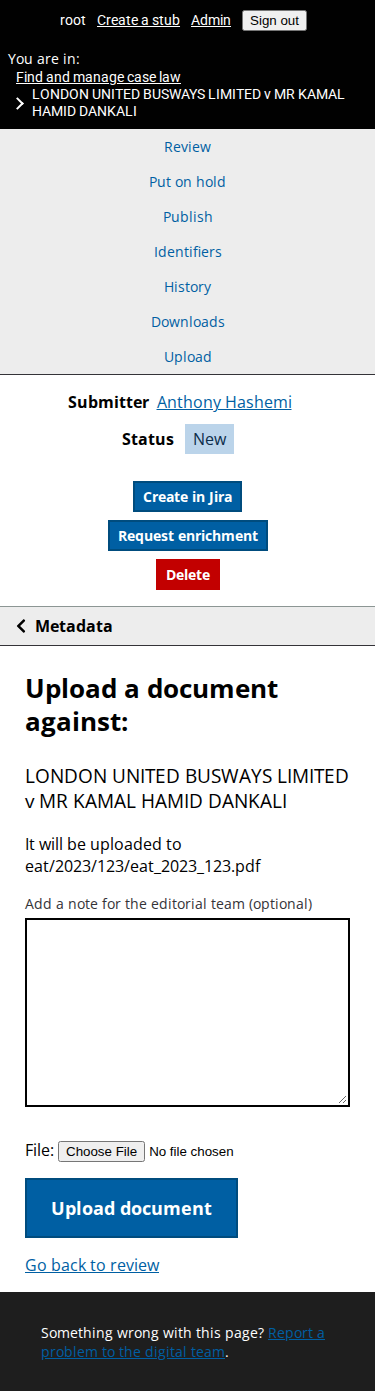 root Create a stub Admin Sign out
You are in:
Find and manage case law
LONDON UNITED BUSWAYS LIMITED v MR KAMAL
HAMID DANKALI
Review
Put on hold
Publish
Identifiers
History
Downloads
Upload
Submitter Anthony Hashemi
Status New
Create in Jira
Request enrichment
Delete
Metadata
Upload a document
against:
LONDON UNITED BUSWAYS LIMITED
v MR KAMAL HAMID DANKALI
It will be uploaded to
eat/2023/123/eat_2023_123.pdf
Add a note for the editorial team (optional)
File: Choose File No file chosen
Upload document
Go back to review
Something wrong with this page? Report a
problem to the digital team.